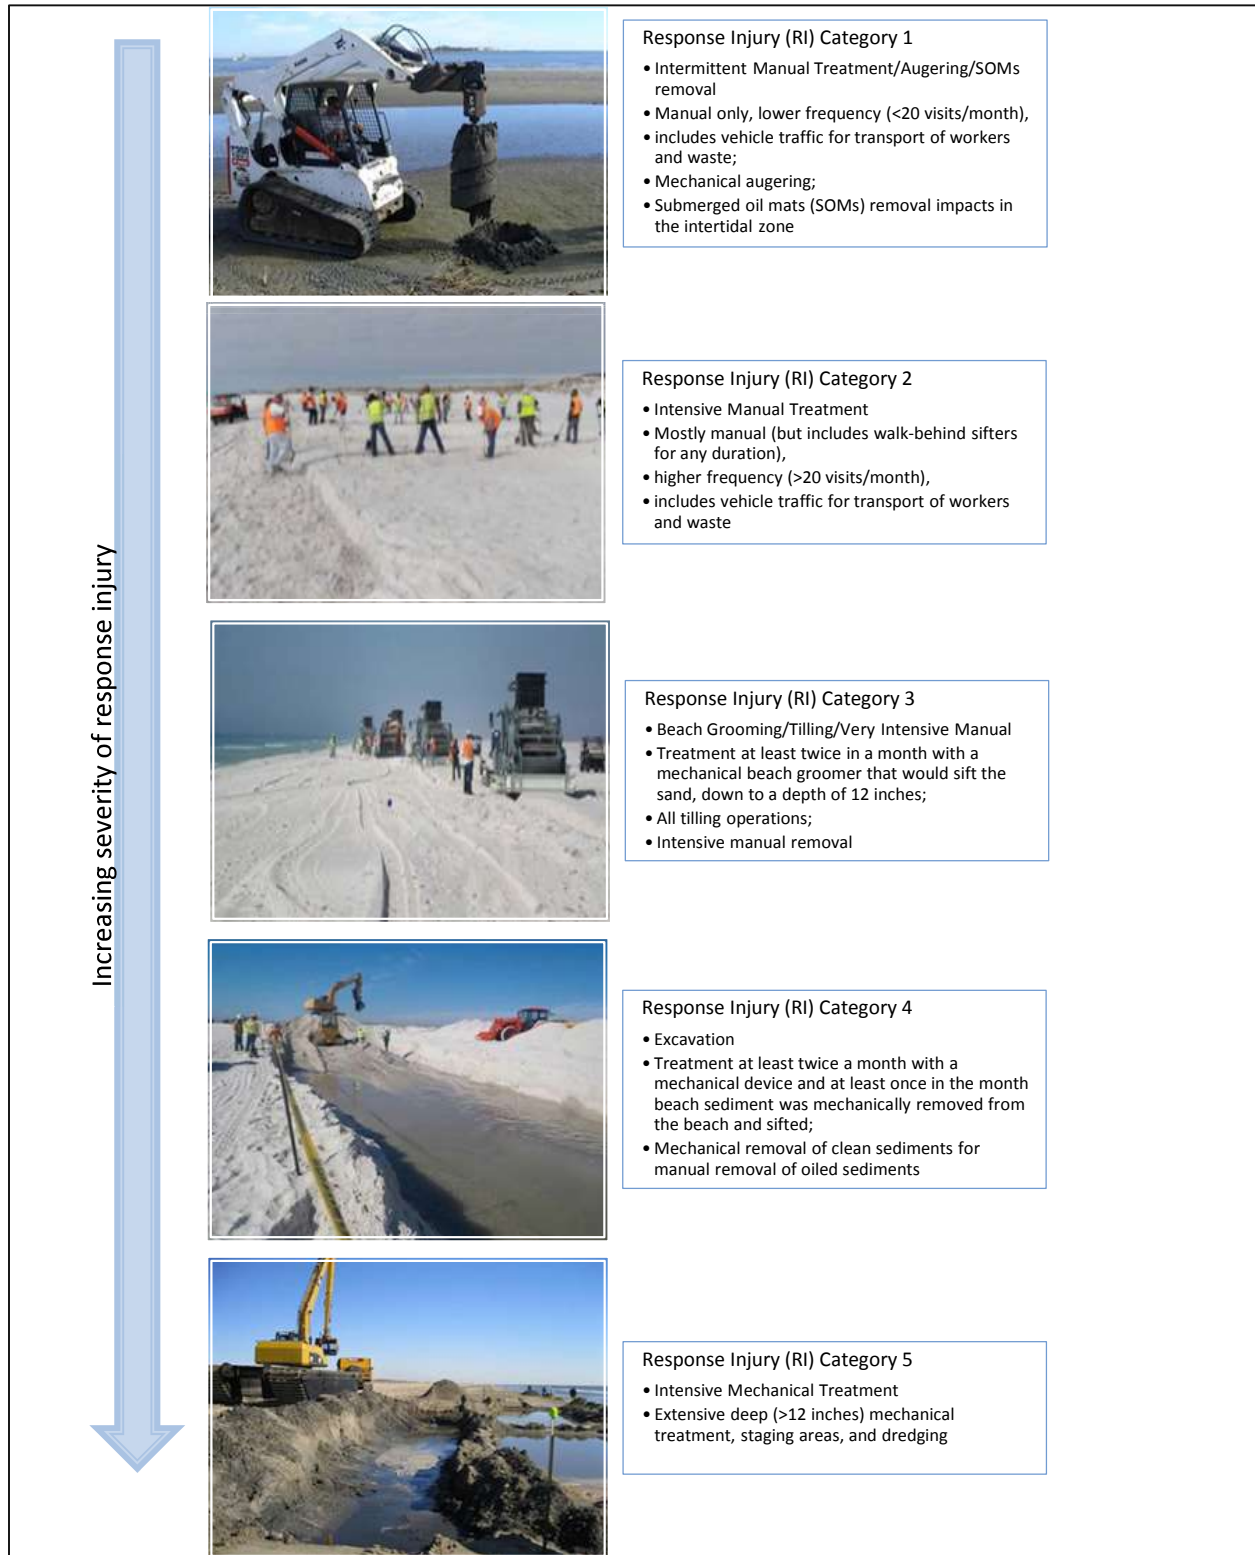 Increasing severity of response injury
Response Injury (RI) Category 1
• Intermittent Manual Treatment/Augering/SOMs
removal
• Manual only, lower frequency (<20 visits/month),
• includes vehicle traffic for transport of workers
and waste;
• Mechanical augering;
• Submerged oil mats (SOMs) removal impacts in
the intertidal zone
Response Injury (RI) Category 2
• Intensive Manual Treatment
• Mostly manual (but includes walk-behind sifters
for any duration),
• higher frequency (>20 visits/month),
• includes vehicle traffic for transport of workers
and waste
Response Injury (RI) Category 3
• Beach Grooming/Tilling/Very Intensive Manual
• Treatment at least twice in a month with a
mechanical beach groomer that would sift the
sand, down to a depth of 12 inches;
• All tilling operations;
• Intensive manual removal
Response Injury (RI) Category 4
• Excavation
• Treatment at least twice a month with a
mechanical device and at least once in the month
beach sediment was mechanically removed from
the beach and sifted;
• Mechanical removal of clean sediments for
manual removal of oiled sediments
Response Injury (RI) Category 5
• Intensive Mechanical Treatment
• Extensive deep (>12 inches) mechanical
treatment, staging areas, and dredging